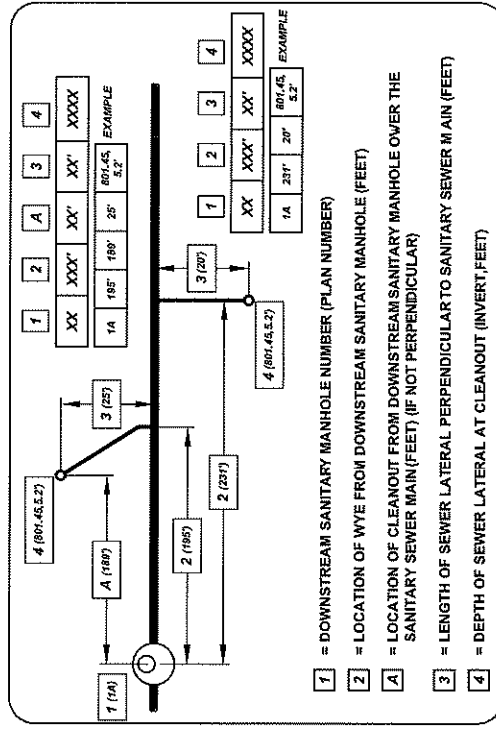 1 2 A 3 4
XX XXX' XX' XX' XXXX
1A 195' 189' 25' 801.45, 5.2' EXAMPLE
4 (801.45,5.2')
3 (25')
A (189')
1 (1A)
2 (195')
2 (231')
3 (20')
4 (801.45,5.2')
1 2 3 4
XX XXX' XX' XXXX
1A 231' 20' 801.45, 5.2' EXAMPLE
1 = DOWNSTREAM SANITARY MANHOLE NUMBER (PLAN NUMBER)
2 = LOCATION OF WYE FROM DOWNSTREAM SANITARY MANHOLE (FEET)
A = LOCATION OF CLEANOUT FROM DOWNSTREAM SANITARY MANHOLE OWER THE
SANITARY SEWER MAIN (FEET) (IF NOT PERPENDICULAR)
3 = LENGTH OF SEWER LATERAL PERPENDICULAR TO SANITARY SEWER MAIN (FEET)
4 = DEPTH OF SEWER LATERAL AT CLEANOUT (INVERT,FEET)